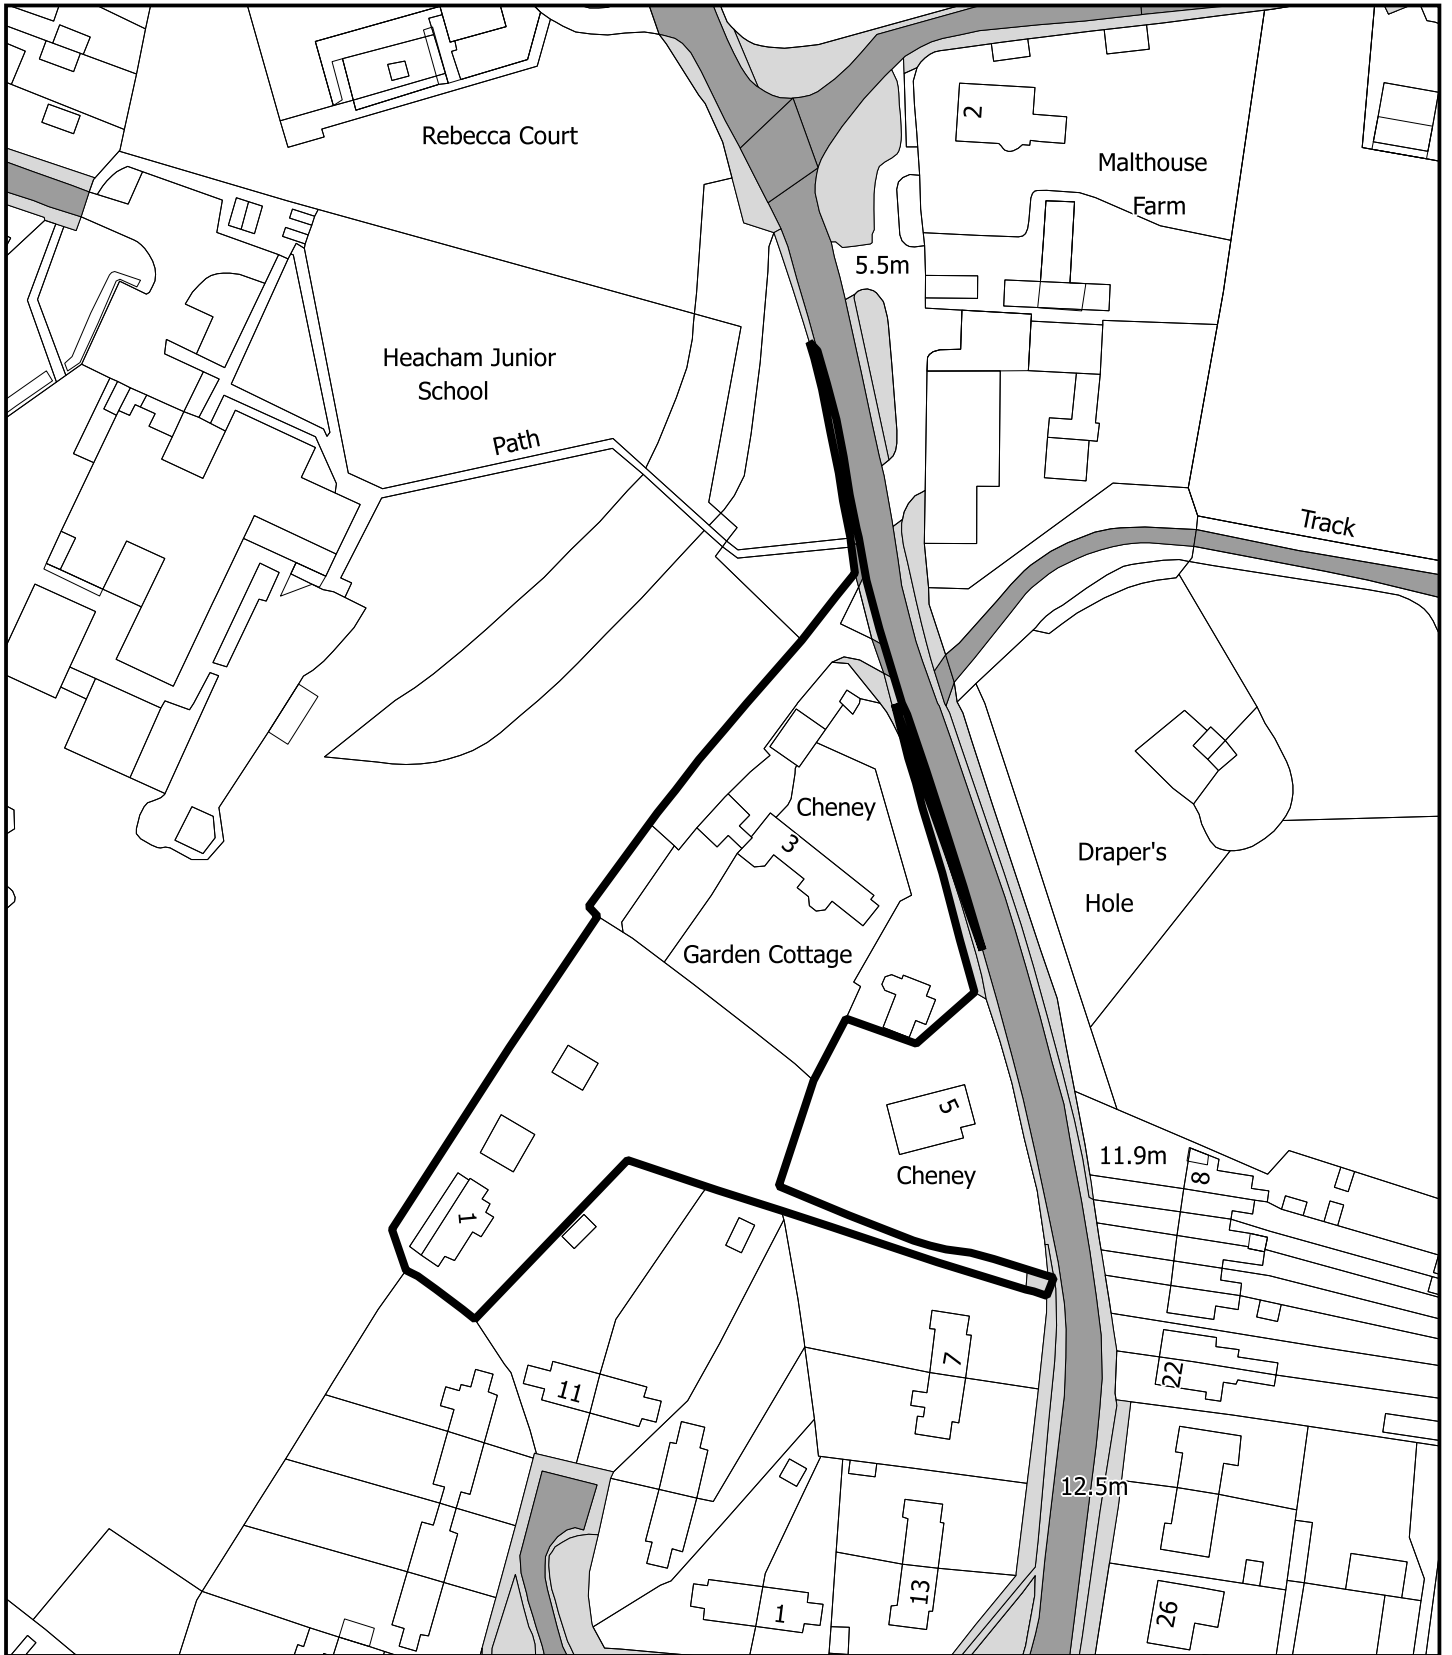 Rebecca Court
2
Malthouse
Farm
5.5m
Heacham Junior
School
Path
Track
Cheney
3
Draper's
Hole
Garden Cottage
5
Cheney
11.9m
8
1
7
11
22
12.5m
13
1
26